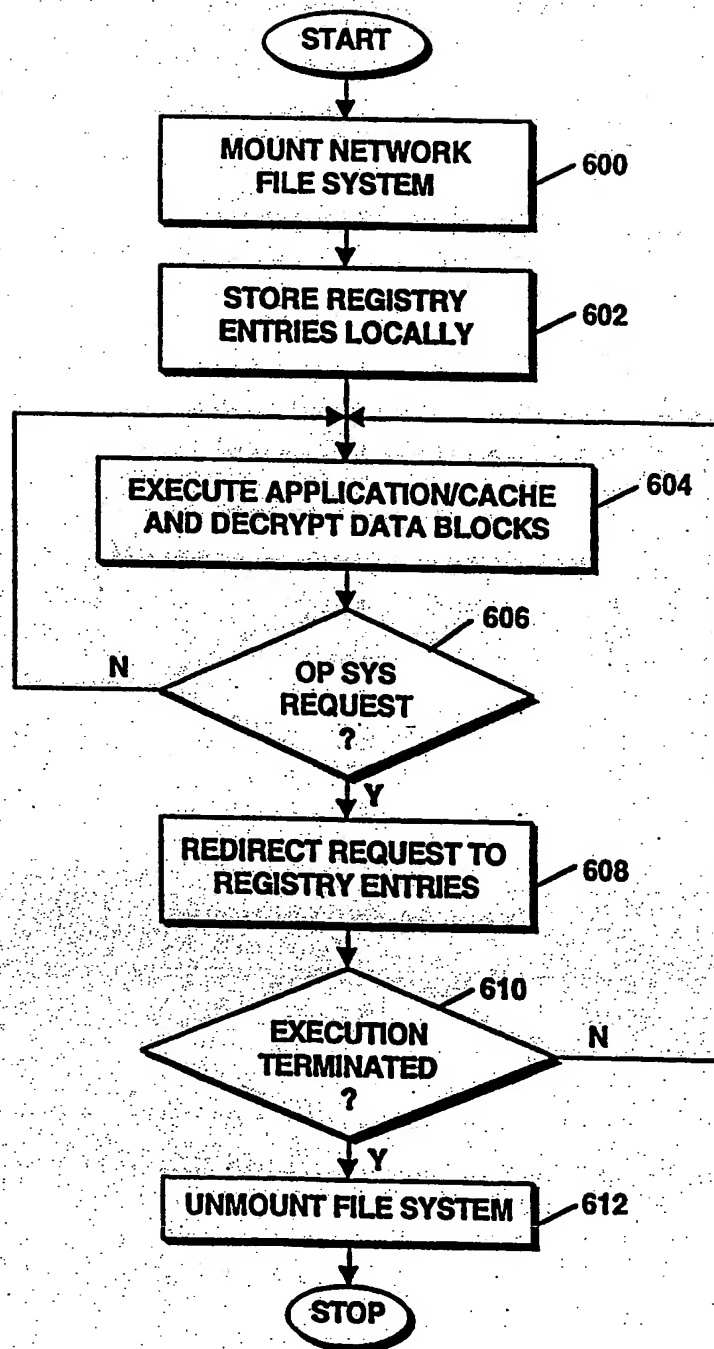 START
MOUNT NETWORK
FILE SYSTEM
600
STORE REGISTRY
ENTRIES LOCALLY
602
EXECUTE APPLICATION/CACHE
AND DECRYPT DATA BLOCKS
604
606
OP SYS
REQUEST
?
N
Y
REDIRECT REQUEST TO
REGISTRY ENTRIES
608
610
EXECUTION
TERMINATED
?
N
Y
UNMOUNT FILE SYSTEM
612
STOP